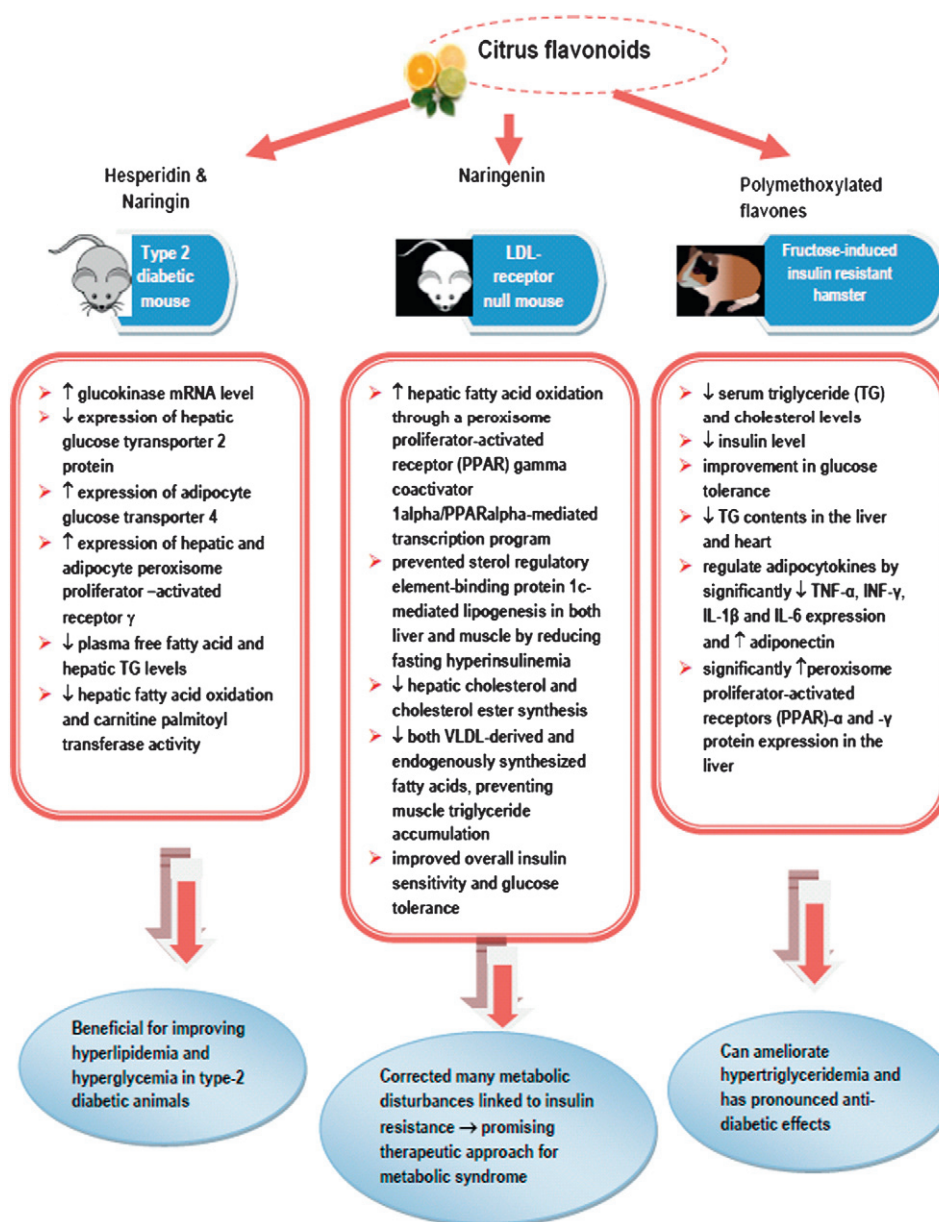 Citrus flavonoids
Hesperidin &
Naringin
Type 2
diabetic
mouse
↑ glucokinase mRNA level
↓ expression of hepatic
glucose tyransporter 2
protein
↑ expression of adipocyte
glucose transporter 4
↑ expression of hepatic and
adipocyte peroxisome
proliferator –activated
receptor γ
↓ plasma free fatty acid and
hepatic TG levels
↓ hepatic fatty acid oxidation
and carnitine palmitoyl
transferase activity
Beneficial for improving
hyperlipidemia and
hyperglycemia in type-2
diabetic animals
Naringenin
LDL-
receptor
null mouse
↑ hepatic fatty acid oxidation
through a peroxisome
proliferator-activated
receptor (PPAR) gamma
coactivator
1alpha/PPARalpha-mediated
transcription program
prevented sterol regulatory
element-binding protein 1c-
mediated lipogenesis in both
liver and muscle by reducing
fasting hyperinsulinemia
↓ hepatic cholesterol and
cholesterol ester synthesis
↓ both VLDL-derived and
endogenously synthesized
fatty acids, preventing
muscle triglyceride
accumulation
improved overall insulin
sensitivity and glucose
tolerance
Corrected many metabolic
disturbances linked to insulin
resistance → promising
therapeutic approach for
metabolic syndrome
Polymethoxylated
flavones
Fructose-induced
insulin resistant
hamster
↓ serum triglyceride (TG)
and cholesterol levels
↓ insulin level
improvement in glucose
tolerance
↓ TG contents in the liver
and heart
regulate adipocytokines by
significantly ↓ TNF-α, INF-γ,
IL-1β and IL-6 expression
and ↑ adiponectin
significantly ↑peroxisome
proliferator-activated
receptors (PPAR)-α and -γ
protein expression in the
liver
Can ameliorate
hypertriglyceridemia and
has pronounced anti-
diabetic effects